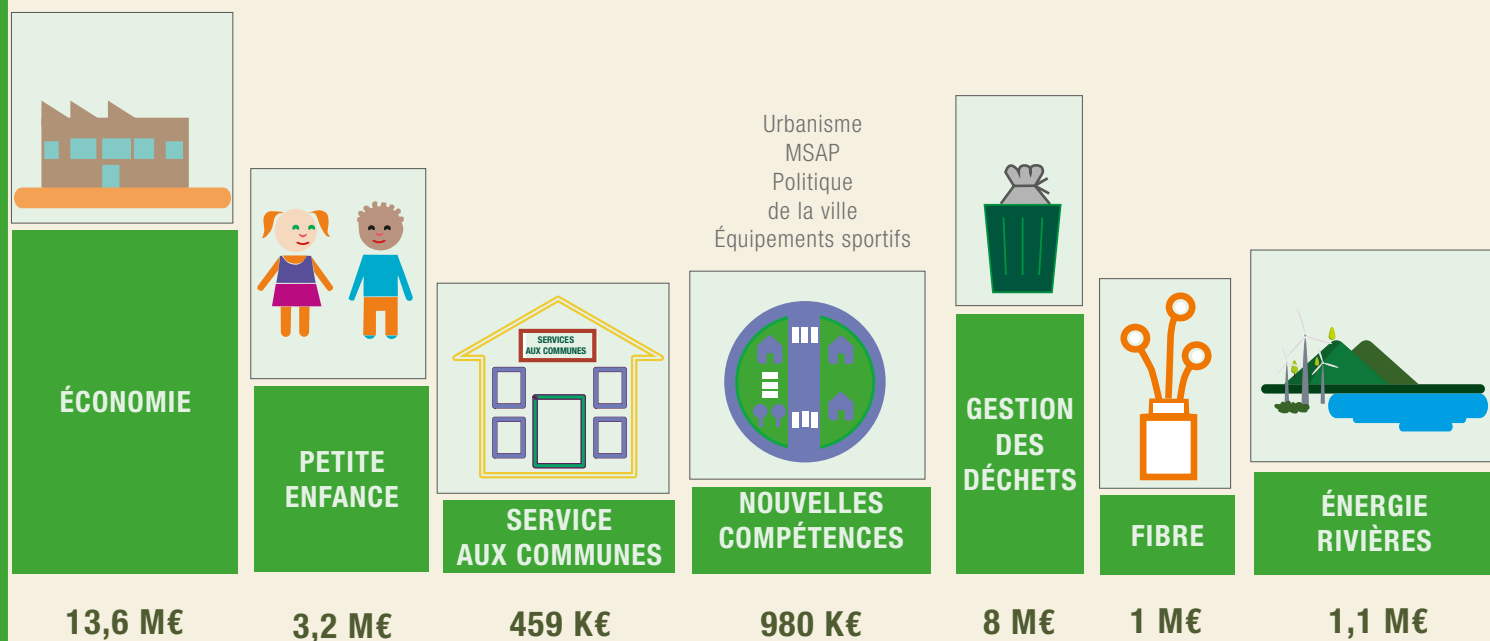 ÉCONOMIE
13,6 M€
PETITE
ENFANCE
3,2 M€
SERVICES
AUX COMMUNES
SERVICE
AUX COMMUNES
459 K€
Urbanisme
MSAP
Politique
de la ville
Équipements sportifs
NOUVELLES
COMPÉTENCES
980 K€
GESTION
DES
DÉCHETS
8 M€
FIBRE
1 M€
ÉNERGIE
RIVIÈRES
1,1 M€